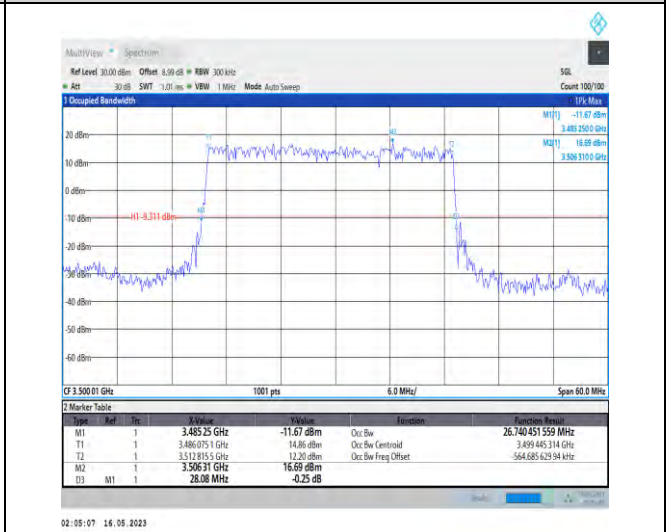 MultiView Spectrum
Ref Level 30.00 dBm Offset 8.99 dB RBW 300 kHz SGL
Att 30 dB SWT 1.01 ms VBW 1 MHz Mode Auto Sweep Count 100/100
1 Occupied Bandwidth 1Pk Max
M1[1] -11.67 dBm
3.485 250 0 GHz
M2[1] 16.69 dBm
3.506 310 0 GHz
20 dBm
10 dBm
0 dBm
-10 dBm H1 -9.311 dBm
-20 dBm
-40 dBm
-50 dBm
-60 dBm
CF 3.500 01 GHz 1001 pts 6.0 MHz/ Span 60.0 MHz
2 Marker Table
Type Ref Trc X-Value Y-Value Function Function Result
M1 1 3.485 25 GHz -11.67 dBm Occ Bw 26.740 451 559 MHz
T1 1 3.486 075 1 GHz 14.86 dBm Occ Bw Centroid 3.499 445 314 GHz
T2 1 3.512 815 5 GHz 12.20 dBm Occ Bw Freq Offset -564.685 629 94 kHz
M2 1 3.506 31 GHz 16.69 dBm
D3 M1 1 28.08 MHz -0.25 dB
02:05:07 16.05.2023